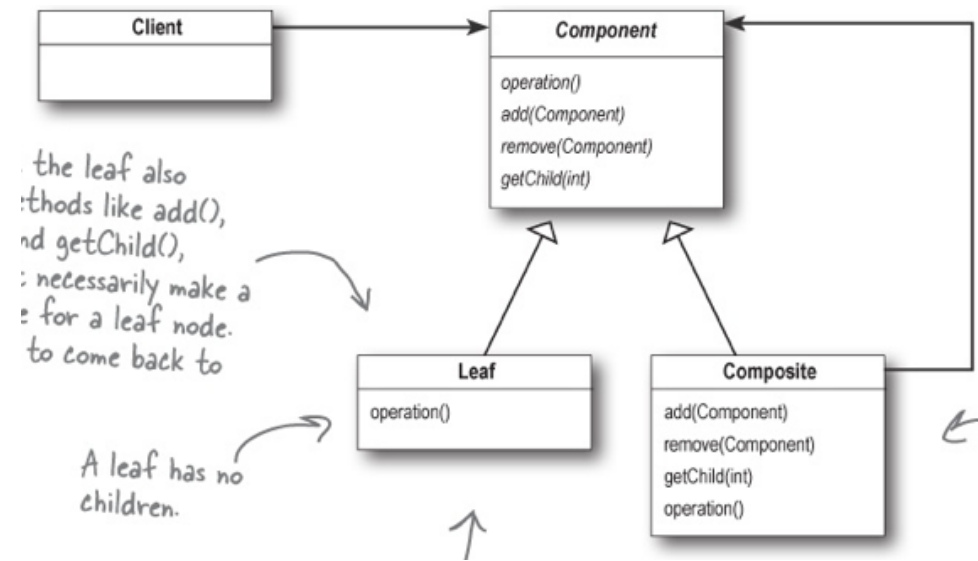 Client
Component
operation()
add(Component)
remove(Component)
getChild(int)
the leaf also
like add(),
getChild(),
necessarily make a
for a leaf node.
to come back to
Leaf
operation()
A leaf has no
children.
Composite
add(Component)
remove(Component)
getChild(int)
operation()